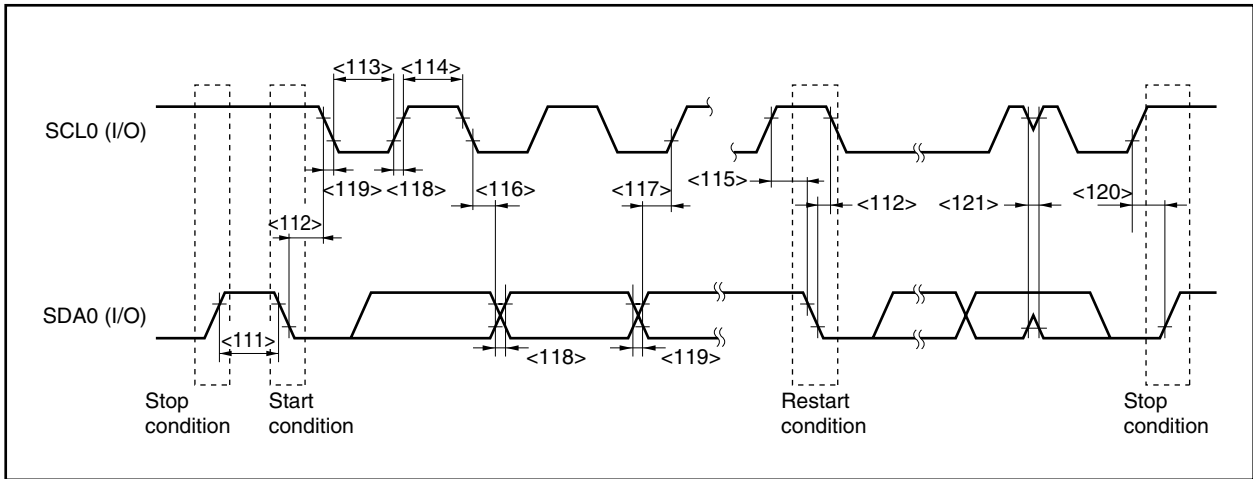 <113> <114>
SCL0 (I/O)
<119> <118> <116> <117> <115> <112> <121> <120>
<112>
SDA0 (I/O)
<111> <118> <119>
Stop condition
Start condition
Restart condition
Stop condition